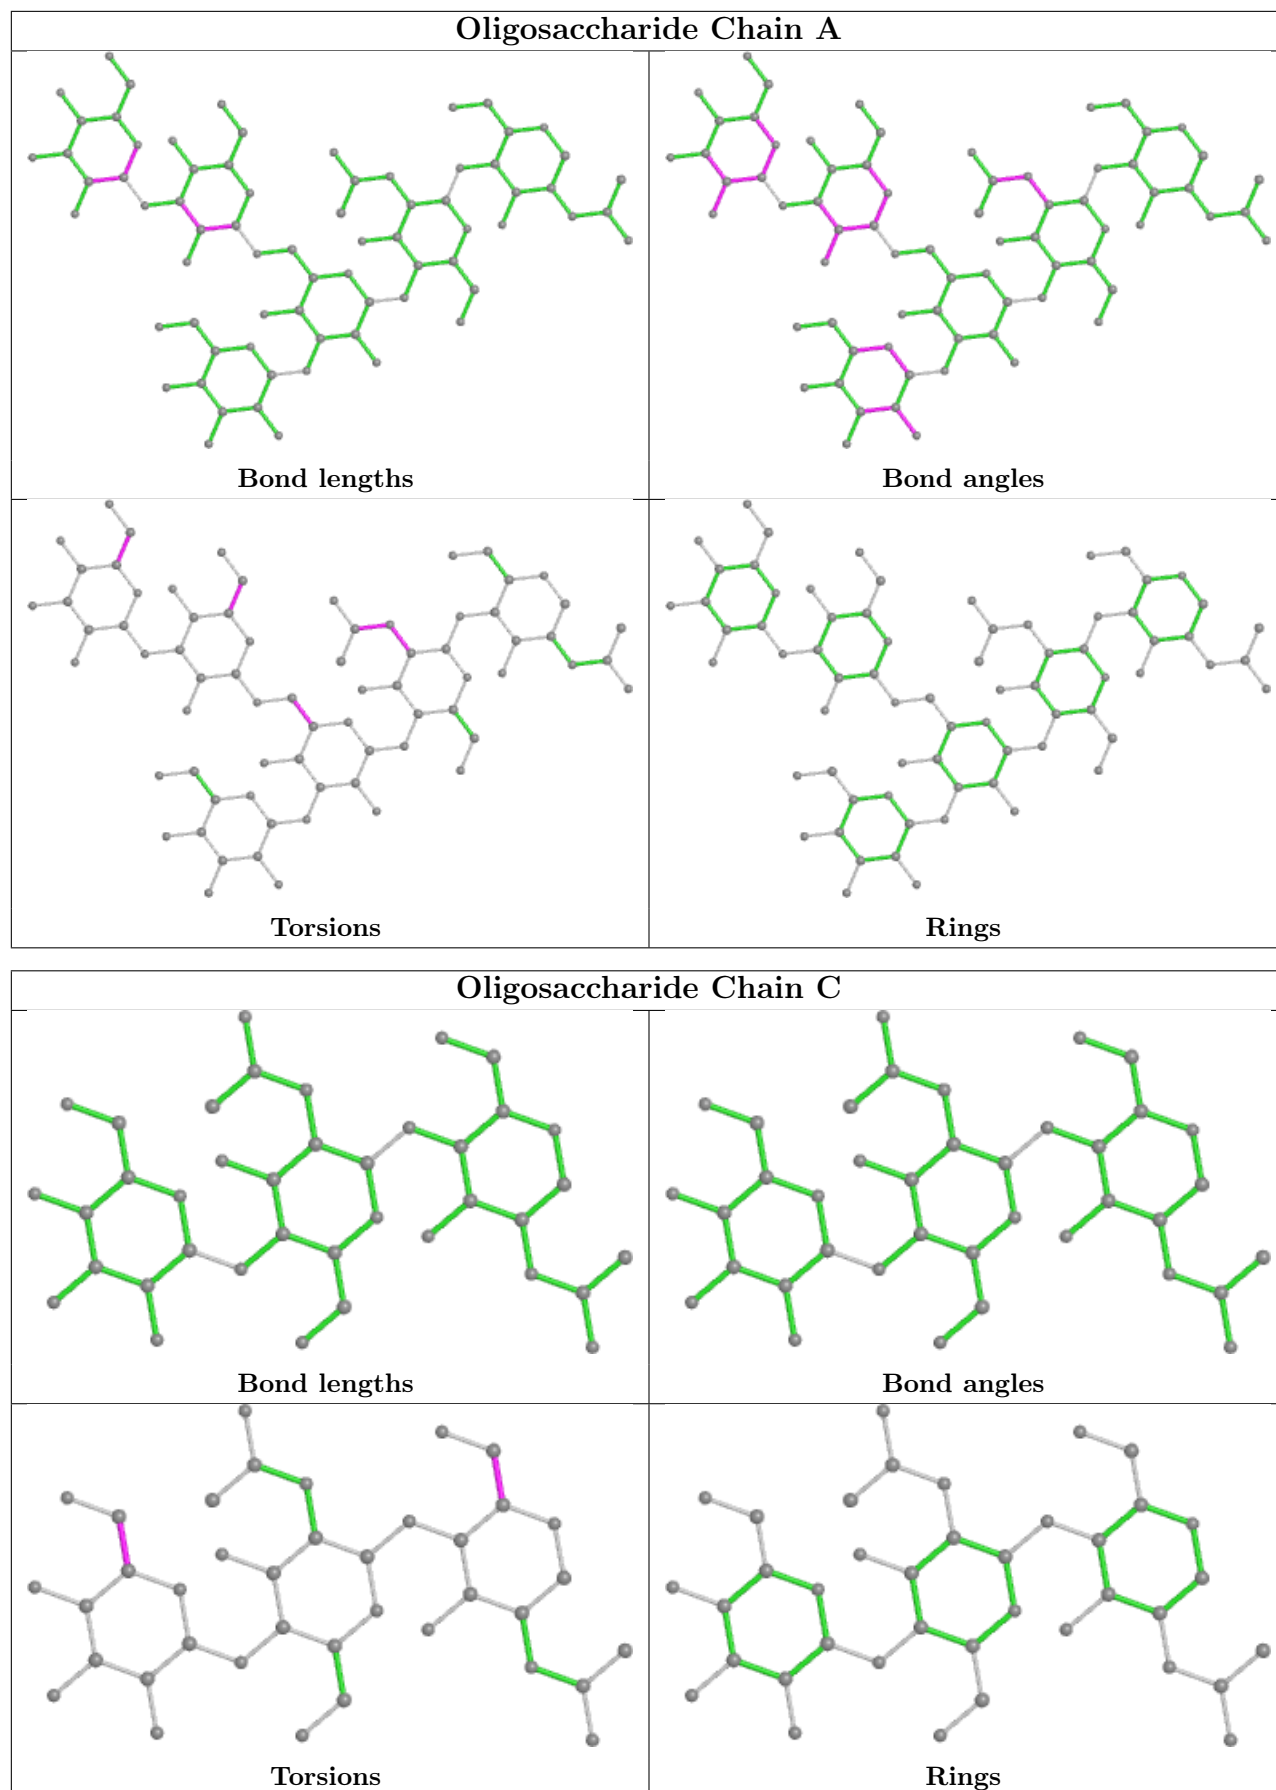 Oligosaccharide Chain A
Bond lengths
Bond angles
Torsions
Rings
Oligosaccharide Chain C
Bond lengths
Bond angles
Torsions
Rings